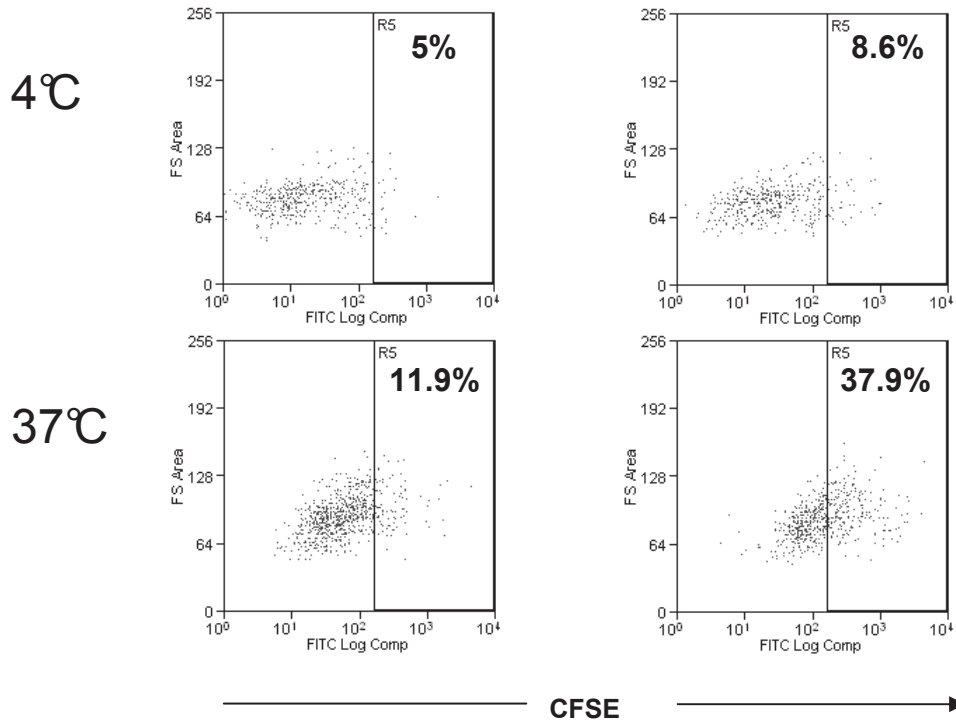 4℃
256
192
128
64
0
FS Area
R5
5%
10⁰ 10¹ 10² 10³ 10⁴
FITC Log Comp
256
192
128
64
0
FS Area
R5
8.6%
10⁰ 10¹ 10² 10³ 10⁴
FITC Log Comp
37℃
256
192
128
64
0
FS Area
R5
11.9%
10⁰ 10¹ 10² 10³ 10⁴
FITC Log Comp
256
192
128
64
0
FS Area
R5
37.9%
10⁰ 10¹ 10² 10³ 10⁴
FITC Log Comp
CFSE